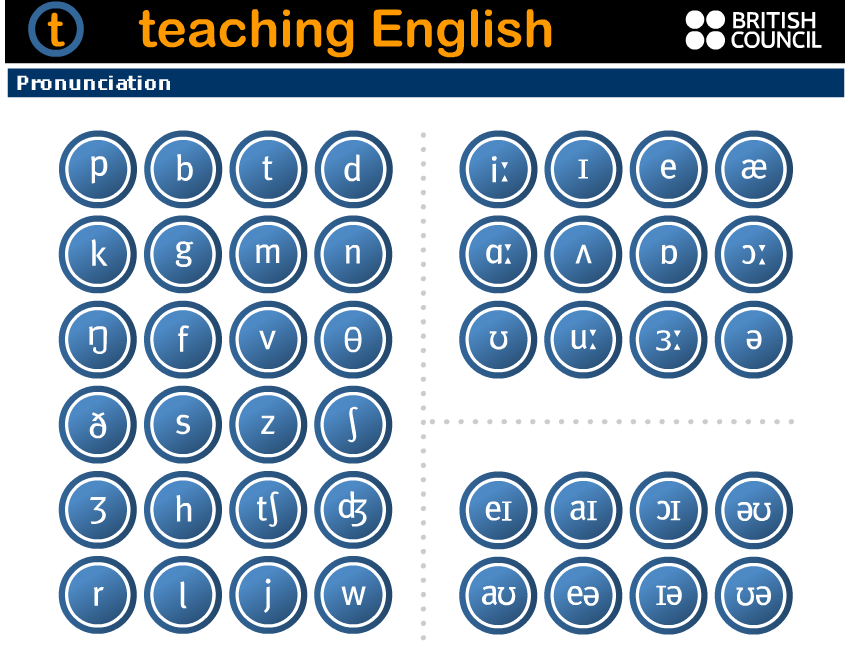 t teaching English BRITISH COUNCIL
Pronunciation
p b t d
k g m n
ŋ f v θ
ð s z ʃ
ʒ h tʃ ʤ
r l j w
iː ɪ e æ
ɑː ʌ ɒ ɔː
ʊ uː ɜː ə
eɪ aɪ ɔɪ əʊ
aʊ eə ɪə ʊə